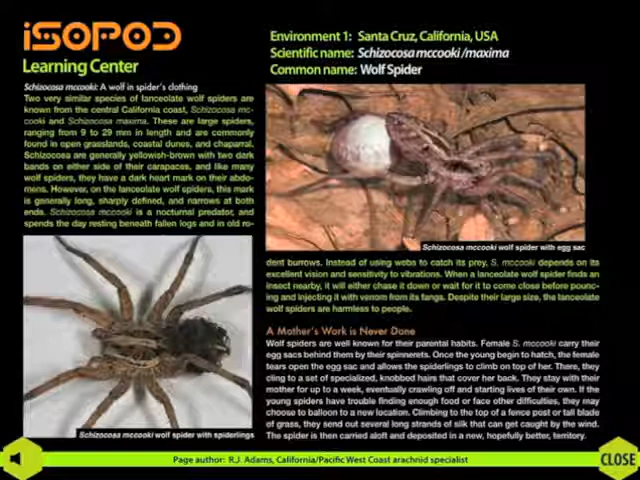 iSOPOD
Learning Center
Environment 1: Santa Cruz, California, USA
Scientific name: Schizocosa mccooki /maxima
Common name: Wolf Spider
Schizocosa mccooki: A wolf in spider's clothing
Two very similar species of lanceolate wolf spiders are
known from the central California coast, Schizocosa mc-
cooki and Schizocosa maxima. These are large spiders,
ranging from 9 to 29 mm in length and are commonly
found in open grasslands, coastal dunes, and chaparral.
Schizocosa are generally yellowish-brown with two dark
bands on either side of their carapaces, and like many
wolf spiders, they have a dark heart mark on their abdo-
mens. However, on the lanceolate wolf spiders, this mark
is generally long, sharply defined, and narrows at both
ends. Schizocosa mccooki is a nocturnal predator, and
spends the day resting beneath fallen logs and in old ro-
Schizocosa mccooki wolf spider with spiderlings
Schizocosa mccooki wolf spider with egg sac
dent burrows. Instead of using webs to catch its prey, S. mccooki depends on its
excellent vision and sensitivity to vibrations. When a lanceolate wolf spider finds an
insect nearby, it will either chase it down or wait for it to come close before pounc-
ing and injecting it with venom from its fangs. Despite their large size, the lanceolate
wolf spiders are harmless to people.
A Mother's Work is Never Done
Wolf spiders are well known for their parental habits. Female S. mccooki carry their
egg sacs behind them by their spinnerets. Once the young begin to hatch, the female
tears open the egg sac and allows the spiderlings to climb on top of her. There, they
cling to a set of specialized, knobbed hairs that cover her back. They stay with their
mother for up to a week, eventually crawling off and starting lives of their own. If the
young spiders have trouble finding enough food or face other difficulties, they may
choose to balloon to a new location. Climbing to the top of a fence post or tall blade
of grass, they send out several long strands of silk that can get caught by the wind.
The spider is then carried aloft and deposited in a new, hopefully better, territory.
Page author: R.J. Adams, California/Pacific West Coast arachnid specialist
CLOSE